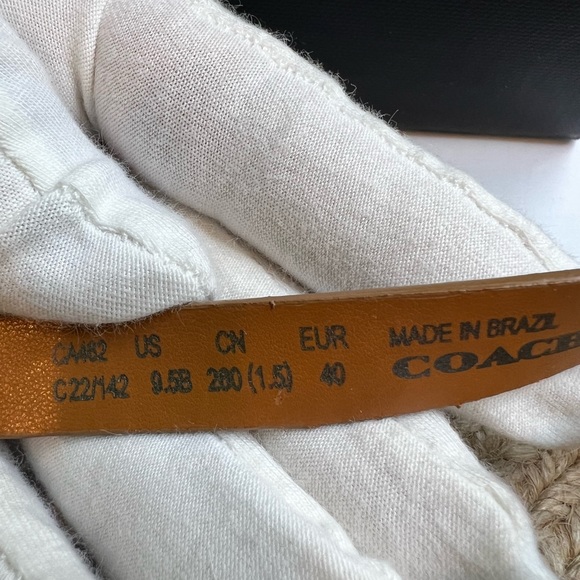 CA462 US CN EUR MADE IN BRAZIL
C22/142 9.5B 260 (1.5) 40 COACH